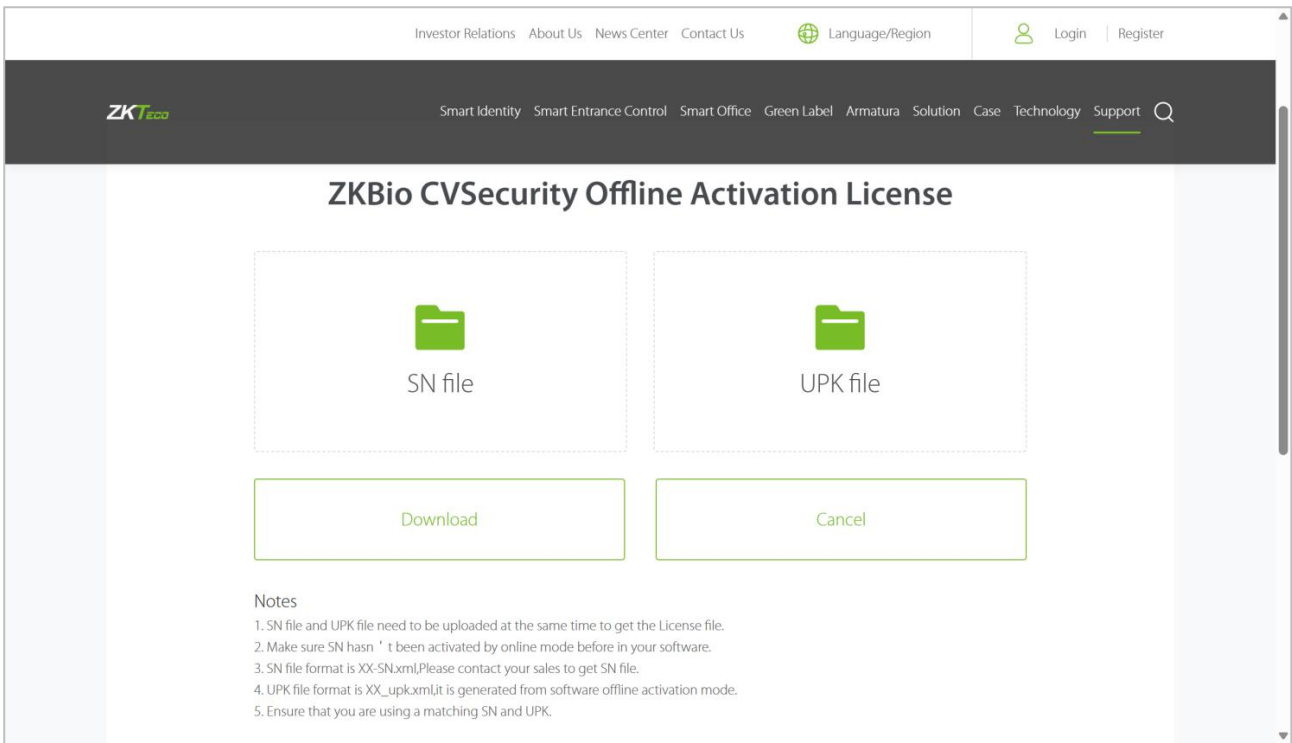 Investor Relations About Us News Center Contact Us Language/Region Login Register
ZKTeco Smart Identity Smart Entrance Control Smart Office Green Label Armatura Solution Case Technology Support
ZKBio CVSecurity Offline Activation License
SN file UPK file
Download Cancel
Notes
1. SN file and UPK file need to be uploaded at the same time to get the License file.
2. Make sure SN hasn ' t been activated by online mode before in your software.
3. SN file format is XX-SN.xml,Please contact your sales to get SN file.
4. UPK file format is XX_upk.xml,it is generated from software offline activation mode.
5. Ensure that you are using a matching SN and UPK.